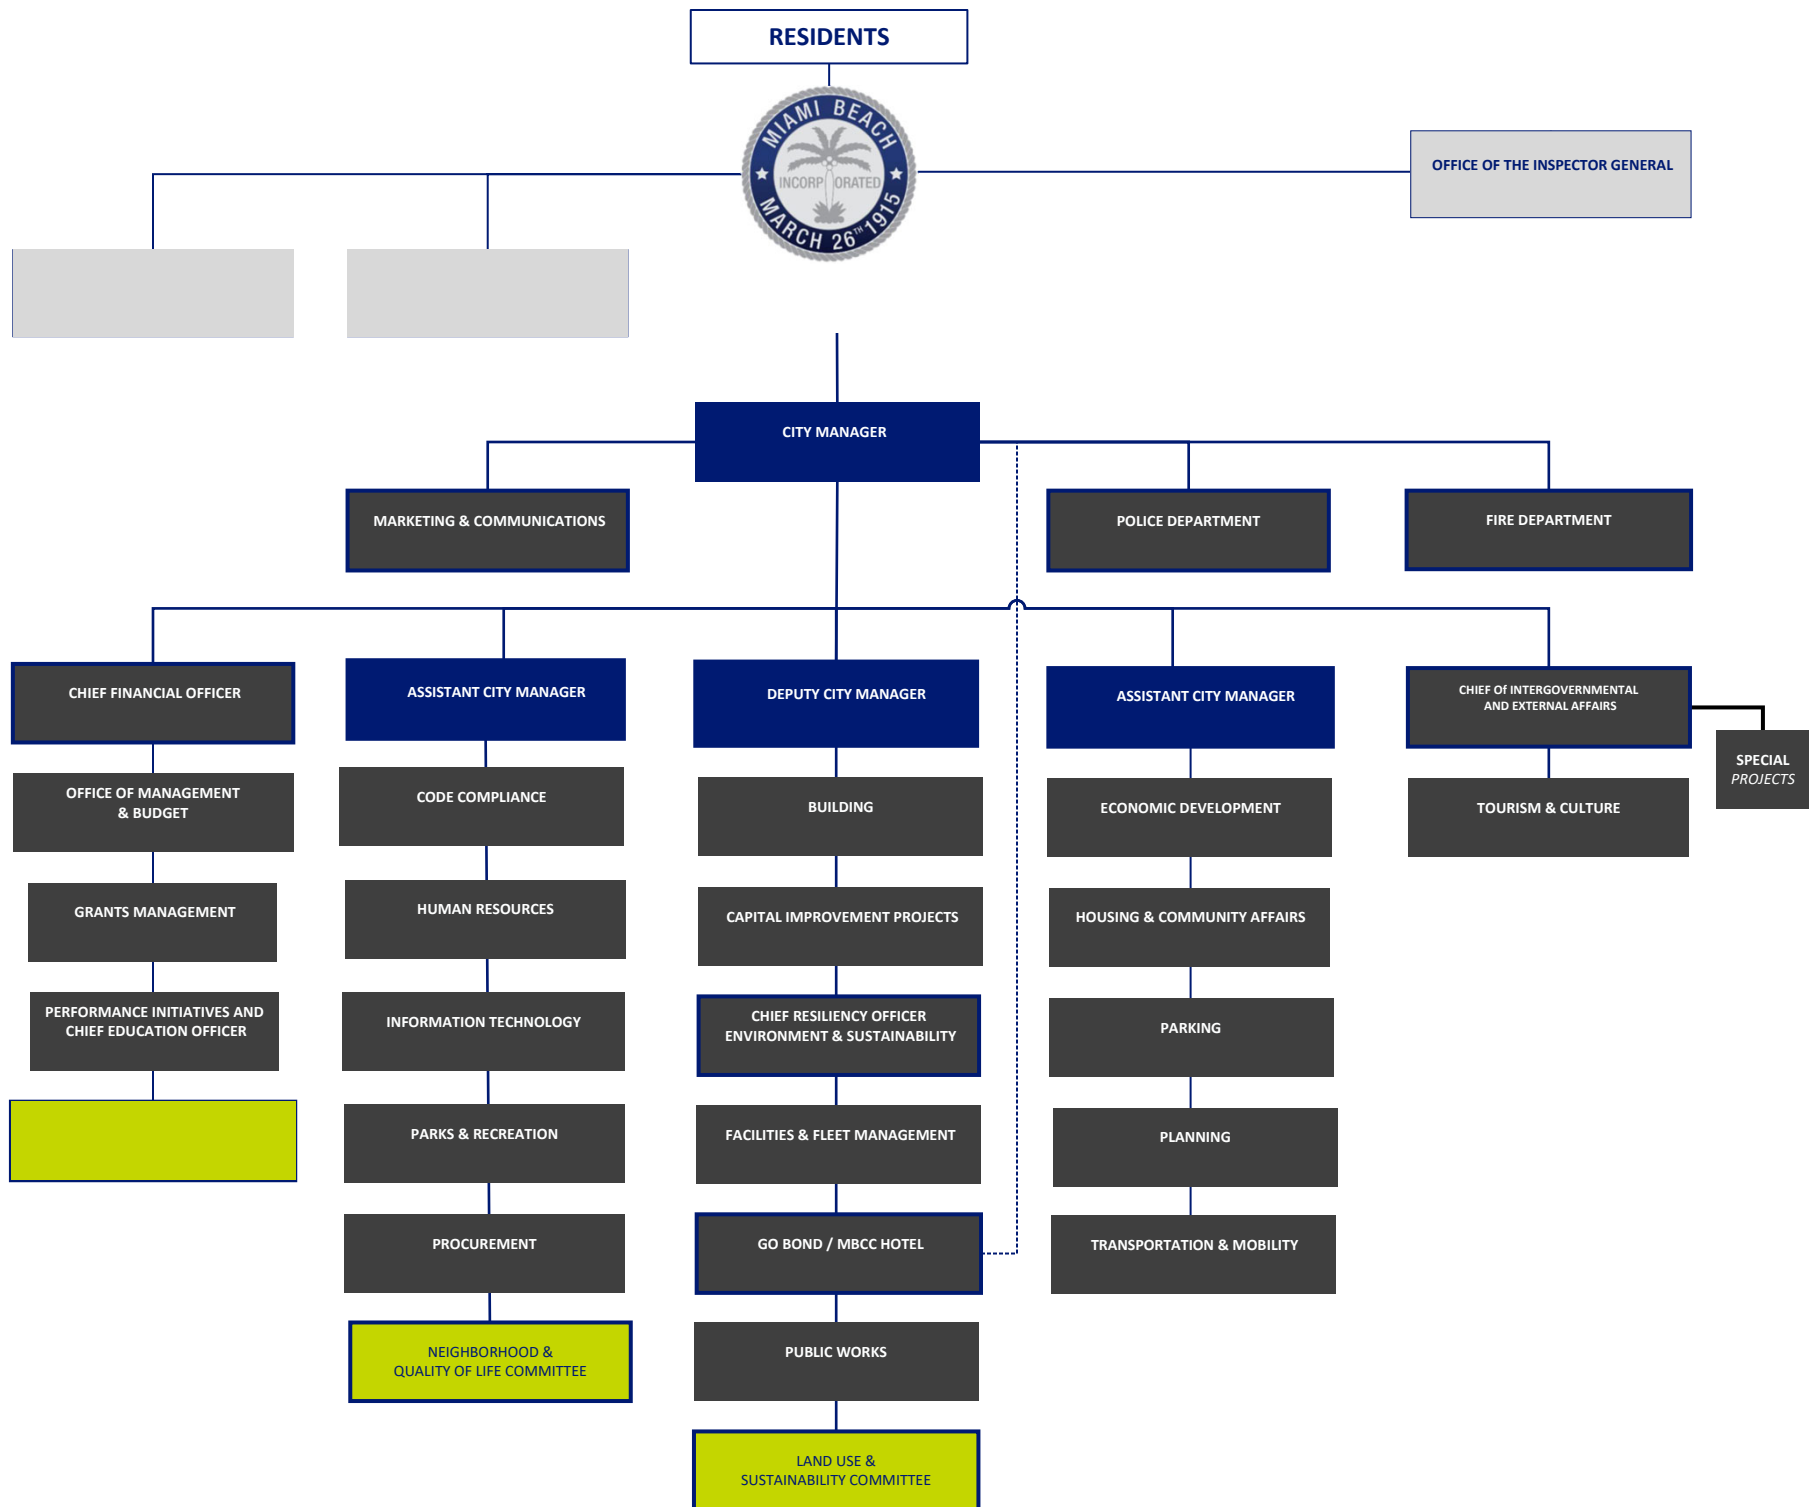 RESIDENTS
MIAMI BEACH
INCORPORATED
MARCH 26TH 1915
OFFICE OF THE INSPECTOR GENERAL
CITY MANAGER
MARKETING & COMMUNICATIONS
POLICE DEPARTMENT
FIRE DEPARTMENT
CHIEF FINANCIAL OFFICER
OFFICE OF MANAGEMENT
& BUDGET
GRANTS MANAGEMENT
PERFORMANCE INITIATIVES AND
CHIEF EDUCATION OFFICER
ASSISTANT CITY MANAGER
CODE COMPLIANCE
HUMAN RESOURCES
INFORMATION TECHNOLOGY
PARKS & RECREATION
PROCUREMENT
NEIGHBORHOOD &
QUALITY OF LIFE COMMITTEE
DEPUTY CITY MANAGER
BUILDING
CAPITAL IMPROVEMENT PROJECTS
CHIEF RESILIENCY OFFICER
ENVIRONMENT & SUSTAINABILITY
FACILITIES & FLEET MANAGEMENT
GO BOND / MBCC HOTEL
PUBLIC WORKS
LAND USE &
SUSTAINABILITY COMMITTEE
ASSISTANT CITY MANAGER
ECONOMIC DEVELOPMENT
HOUSING & COMMUNITY AFFAIRS
PARKING
PLANNING
TRANSPORTATION & MOBILITY
CHIEF Of INTERGOVERNMENTAL
AND EXTERNAL AFFAIRS
TOURISM & CULTURE
SPECIAL
PROJECTS